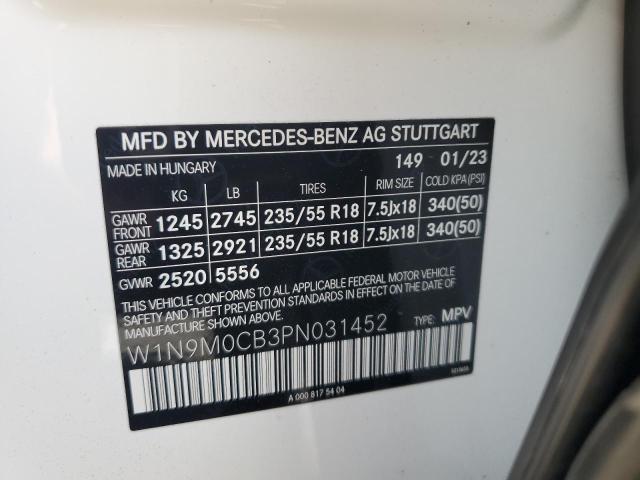 MFD BY MERCEDES-BENZ AG STUTTGART
MADE IN HUNGARY 149 01/23
KG LB TIRES RIM SIZE COLD KPA (PSI)
GAWR FRONT 1245 2745 235/55 R18 7.5Jx18 340(50)
GAWR REAR 1325 2921 235/55 R18 7.5Jx18 340(50)
GVWR 2520 5556
THIS VEHICLE CONFORMS TO ALL APPLICABLE FEDERAL MOTOR VEHICLE
SAFETY AND THEFT PREVENTION STANDARDS IN EFFECT ON THE DATE OF
MANUFACTURE SHOWN ABOVE. TYPE: MPV
W1N9M0CB3PN031452
A 000 817 54 04